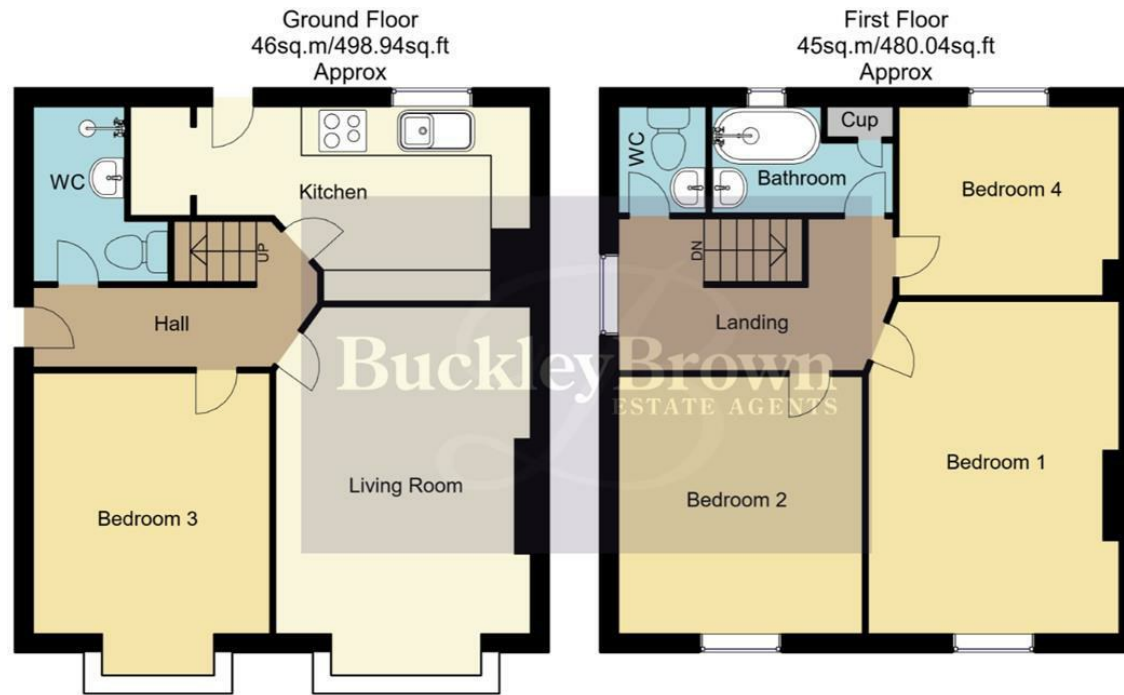 Ground Floor
46sq.m/498.94sq.ft
Approx
WC
Kitchen
UP
Hall
Living Room
Bedroom 3
First Floor
45sq.m/480.04sq.ft
Approx
WC
Bathroom
Cup
Bedroom 4
DN
Landing
Bedroom 2
Bedroom 1
BuckleyBrown
ESTATE AGENTS